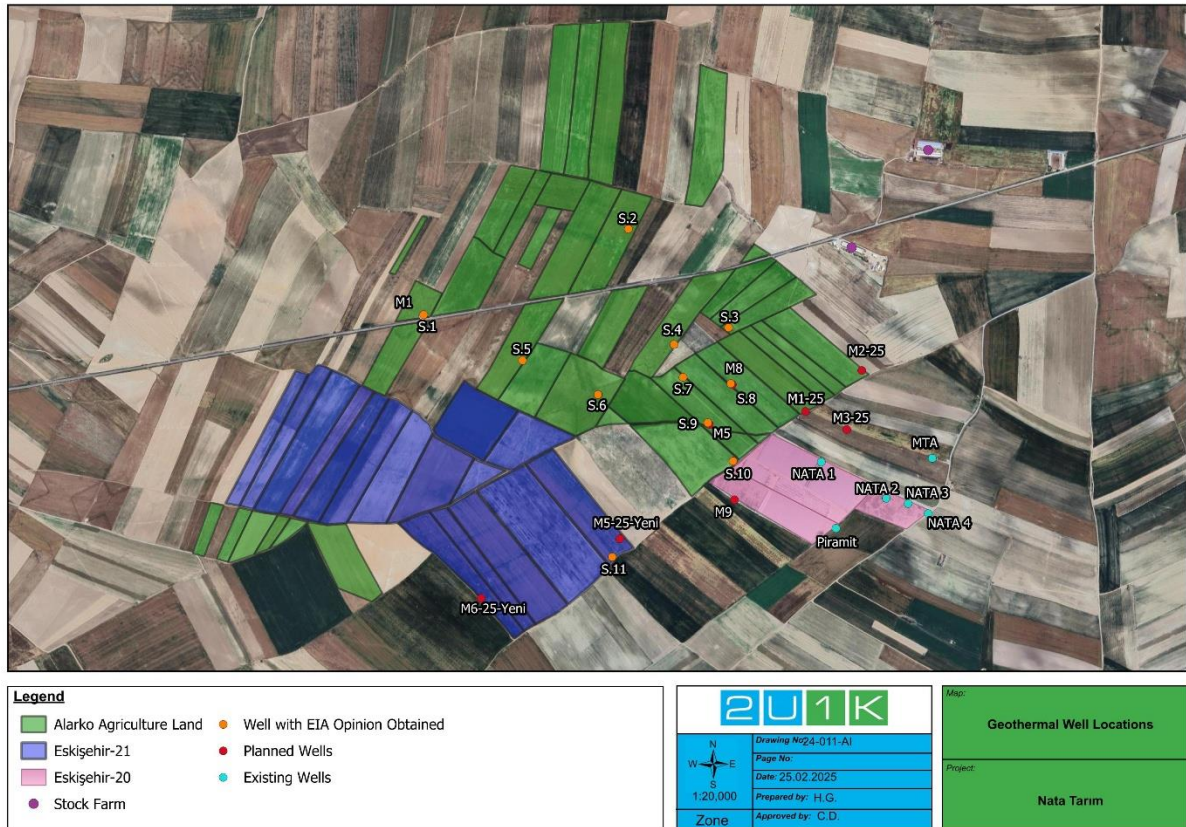 S.2
M1
S.1
S.3
S.4
S.5
M2-25
M8
S.7
S.8
S.6
M1-25
M3-25
S.9
M5
MTA
S.10
NATA 1
NATA 2
NATA 3
M9
NATA 4
M5-25-Yeni
Piramit
S.11
M6-25-Yeni
Legend
Alarko Agriculture Land
Eskişehir-21
Eskişehir-20
Stock Farm
Well with EIA Opinion Obtained
Planned Wells
Existing Wells
2U1K
N
W E
S
1:20,000
Zone
Drawing No: 24-011-AI
Page No:
Date: 25.02.2025
Prepared by: H.G.
Approved by: C.D.
Map:
Geothermal Well Locations
Project:
Nata Tarım